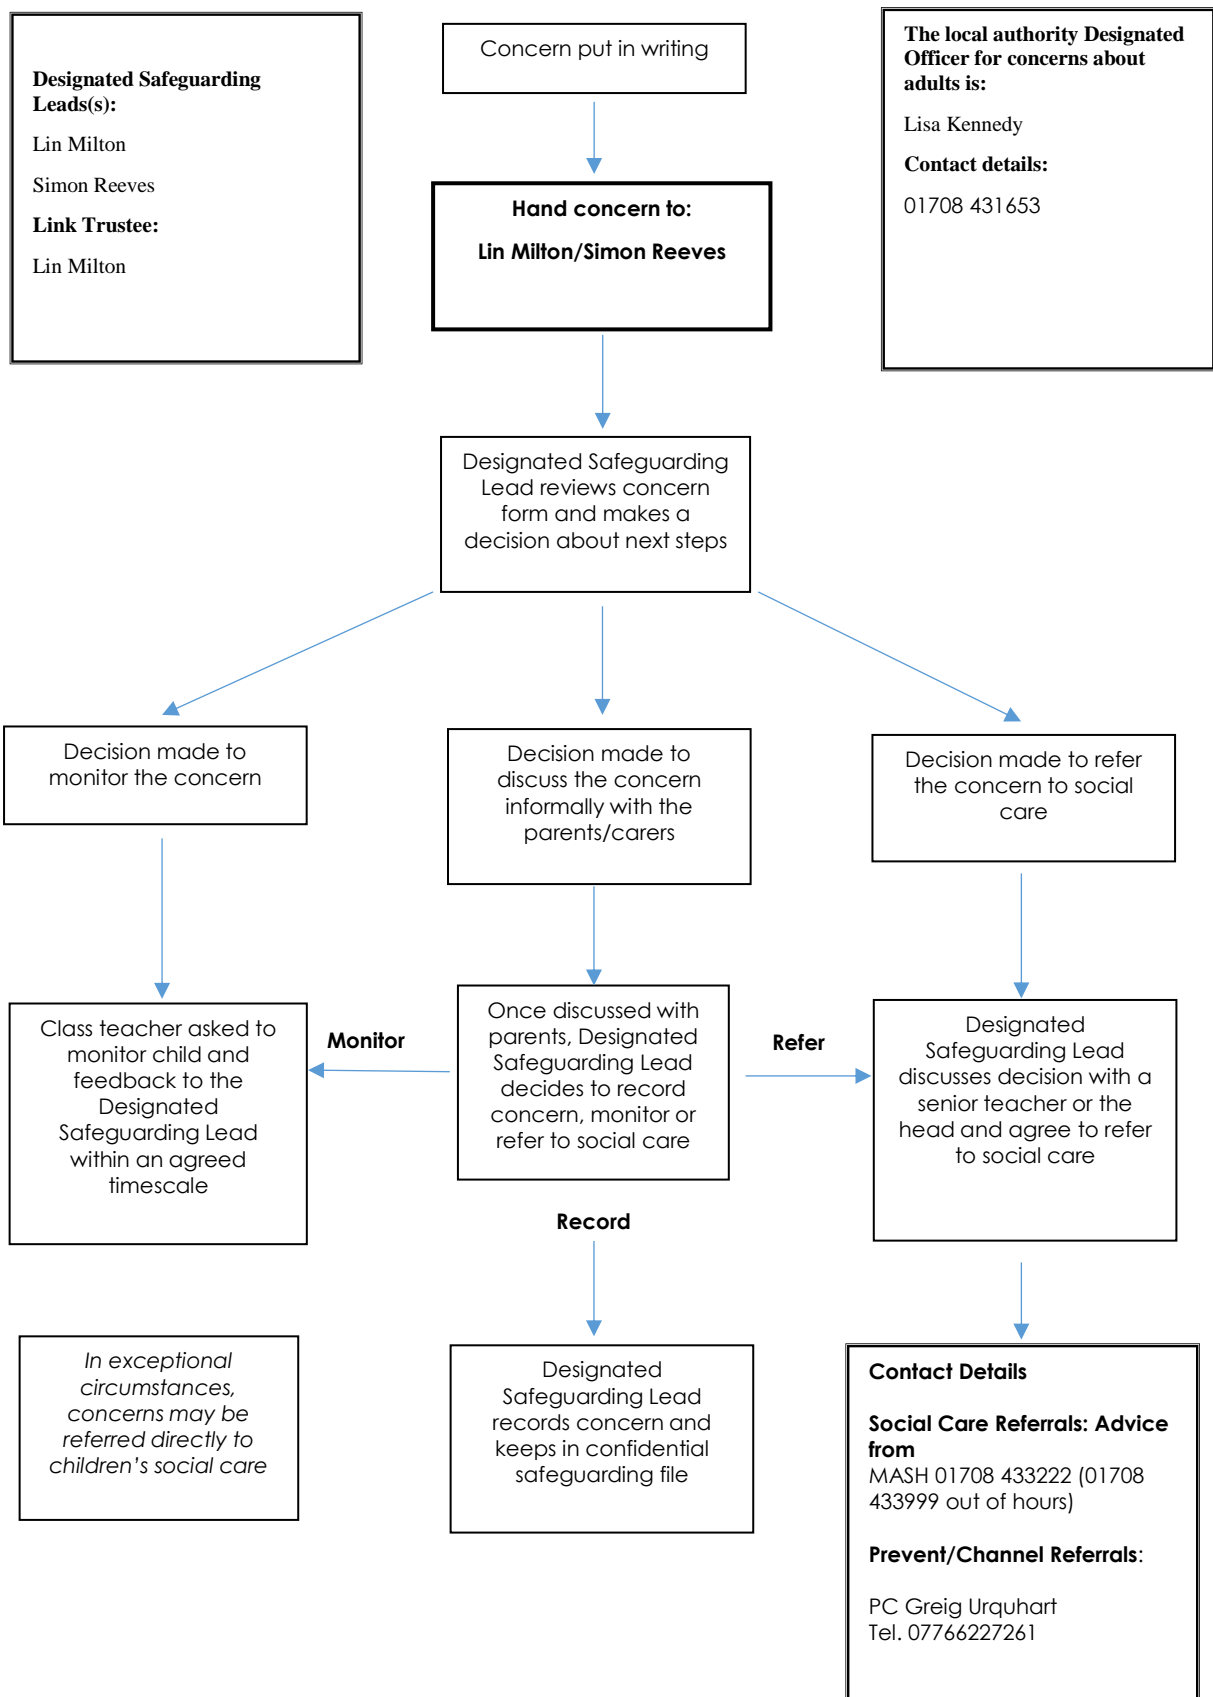 Designated Safeguarding
Leads(s):
Lin Milton
Simon Reeves
Link Trustee:
Lin Milton
Concern put in writing
The local authority Designated
Officer for concerns about
adults is:
Lisa Kennedy
Contact details:
01708 431653
Hand concern to:
Lin Milton/Simon Reeves
Designated Safeguarding
Lead reviews concern
form and makes a
decision about next steps
Decision made to
monitor the concern
Decision made to
discuss the concern
informally with the
parents/carers
Decision made to refer
the concern to social
care
Class teacher asked to
monitor child and
feedback to the
Designated
Safeguarding Lead
within an agreed
timescale
Monitor
Once discussed with
parents, Designated
Safeguarding Lead
decides to record
concern, monitor or
refer to social care
Refer
Designated
Safeguarding Lead
discusses decision with a
senior teacher or the
head and agree to refer
to social care
Record
In exceptional
circumstances,
concerns may be
referred directly to
children’s social care
Designated
Safeguarding Lead
records concern and
keeps in confidential
safeguarding file
Contact Details
Social Care Referrals: Advice
from
MASH 01708 433222 (01708
433999 out of hours)
Prevent/Channel Referrals:
PC Greig Urquhart
Tel. 07766227261